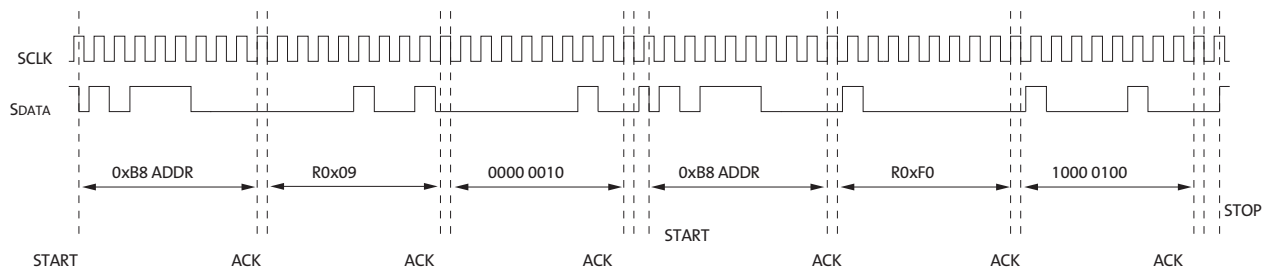 SCLK
SDATA
0xB8 ADDR R0x09 0000 0010 0xB8 ADDR R0xF0 1000 0100
STOP
START
START ACK ACK ACK ACK ACK ACK